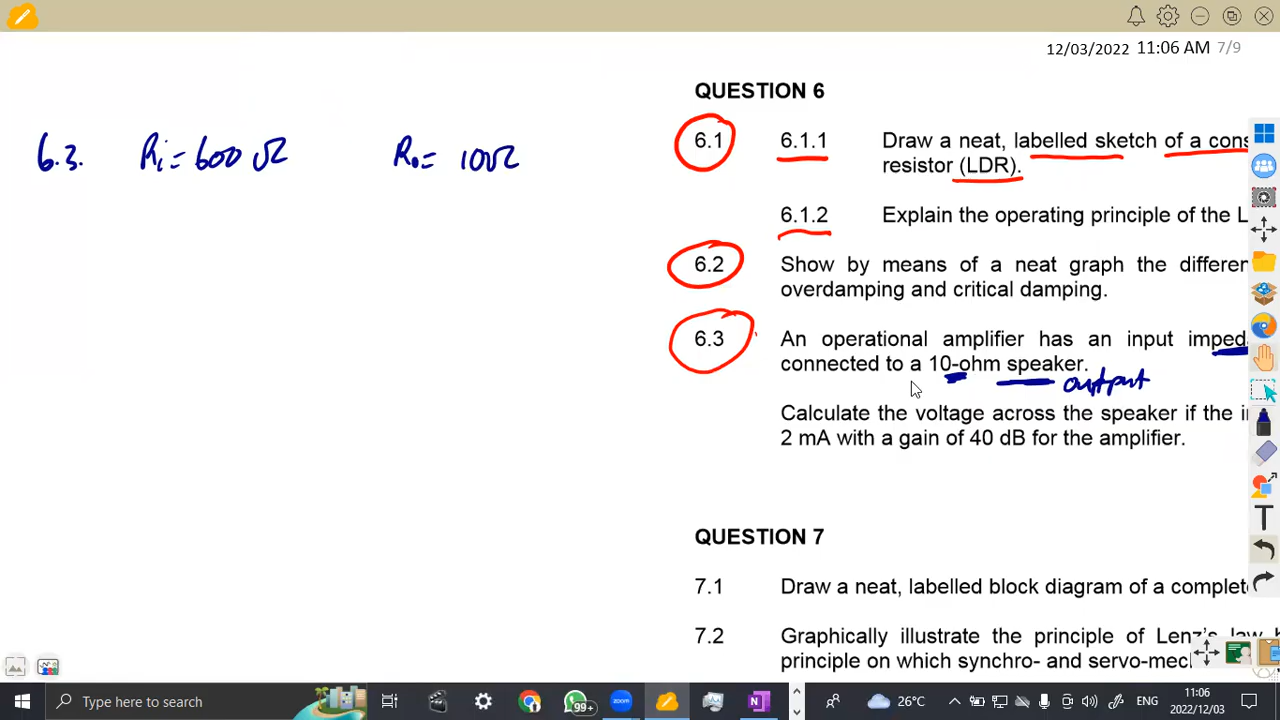 12/03/2022 11:06 AM 7/9
6.3. Ri = 600 Ω Ro = 10Ω
QUESTION 6
6.1 6.1.1 Draw a neat, labelled sketch of a cons
resistor (LDR).
6.1.2 Explain the operating principle of the L
6.2 Show by means of a neat graph the differen
overdamping and critical damping.
6.3 An operational amplifier has an input imped
connected to a 10-ohm speaker.
output
Calculate the voltage across the speaker if the i
2 mA with a gain of 40 dB for the amplifier.
QUESTION 7
7.1 Draw a neat, labelled block diagram of a complet
7.2 Graphically illustrate the principle of Lenz's law b
principle on which synchro- and servo-mec
T
Type here to search
99+
zoom
N
26°C
ENG
11:06
2022/12/03